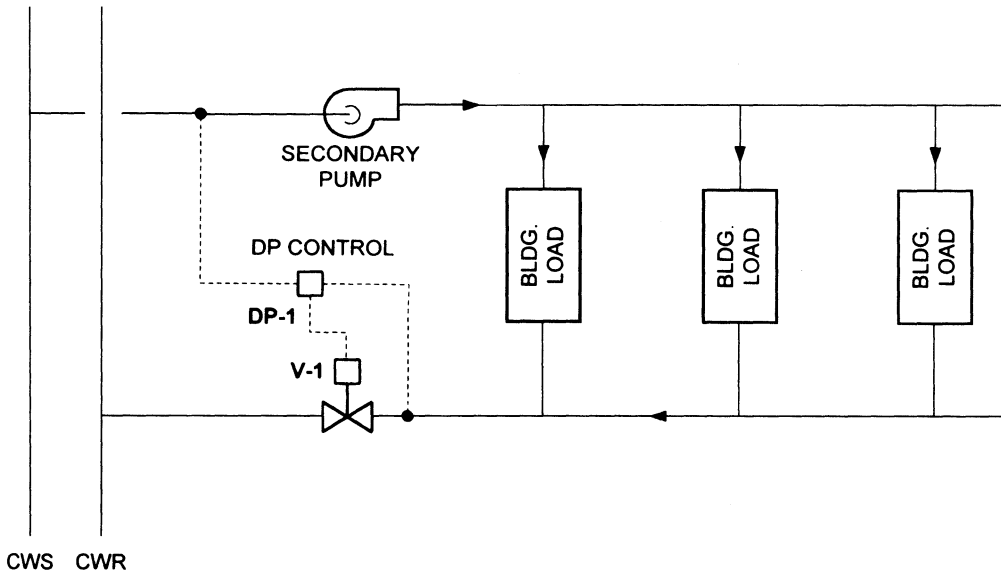 SECONDARY
PUMP
BLDG.
LOAD
BLDG.
LOAD
BLDG.
LOAD
DP CONTROL
DP-1
V-1
CWS CWR